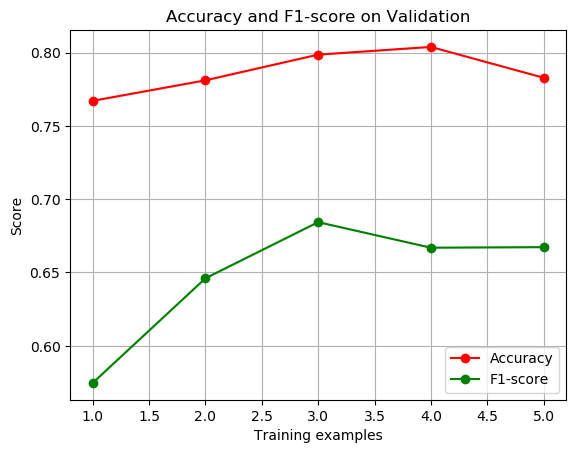 Accuracy and F1-score on Validation
0.80
0.75
0.70
0.65
0.60
Score
Accuracy
F1-score
1.0 1.5 2.0 2.5 3.0 3.5 4.0 4.5 5.0
Training examples